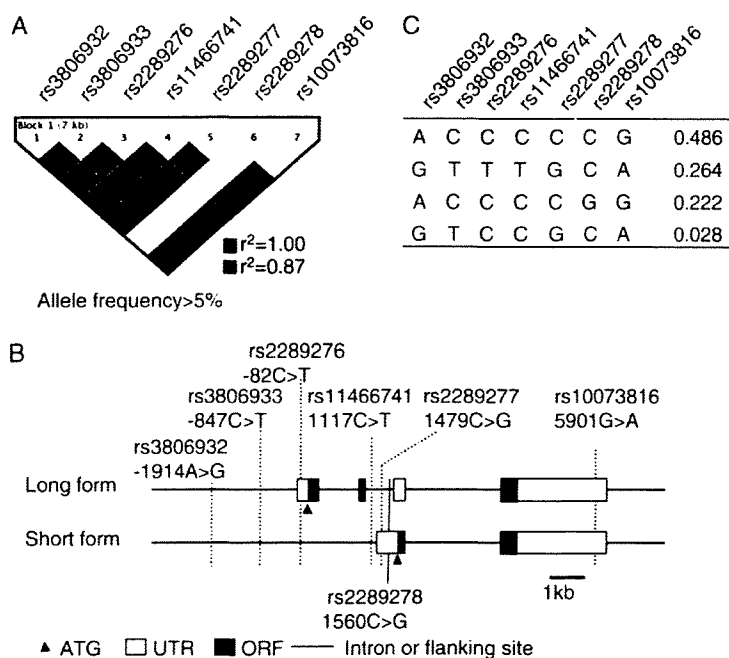 A
rs3806932
rs3806933
rs2289276
rs11466741
rs2289277
rs2289278
rs10073816
Block 1 (7 kb)
1 2 3 4 5 6 7
r²=1.00
r²=0.87
Allele frequency>5%
C
rs3806932
rs3806933
rs2289276
rs11466741
rs2289277
rs2289278
rs10073816
A C C C C C G 0.486
G T T T G C A 0.264
A C C C C G G 0.222
G T C C G C A 0.028
B
rs2289276
-82C>T
rs3806933
-847C>T
rs11466741
1117C>T
rs2289277
1479C>G
rs10073816
5901G>A
rs3806932
-1914A>G
Long form
Short form
rs2289278
1560C>G
1kb
ATG UTR ORF Intron or flanking site